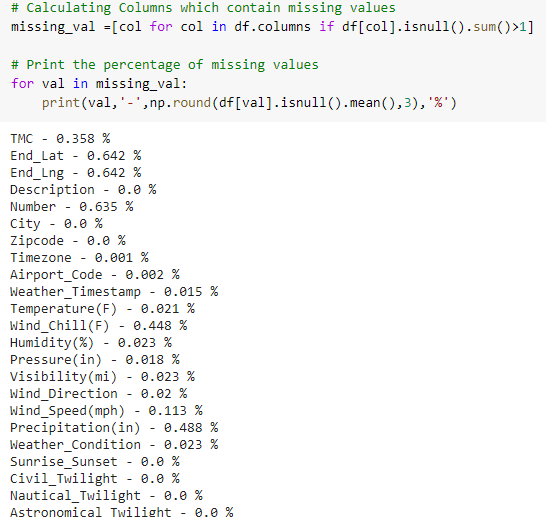 # Calculating Columns which contain missing values
missing_val =[col for col in df.columns if df[col].isnull().sum()>1]
# Print the percentage of missing values
for val in missing_val:
    print(val,'-',np.round(df[val].isnull().mean(),3),'%')
TMC - 0.358 %
End_Lat - 0.642 %
End_Lng - 0.642 %
Description - 0.0 %
Number - 0.635 %
City - 0.0 %
Zipcode - 0.0 %
Timezone - 0.001 %
Airport_Code - 0.002 %
Weather_Timestamp - 0.015 %
Temperature(F) - 0.021 %
Wind_Chill(F) - 0.448 %
Humidity(%) - 0.023 %
Pressure(in) - 0.018 %
Visibility(mi) - 0.023 %
Wind_Direction - 0.02 %
Wind_Speed(mph) - 0.113 %
Precipitation(in) - 0.488 %
Weather_Condition - 0.023 %
Sunrise_Sunset - 0.0 %
Civil_Twilight - 0.0 %
Nautical_Twilight - 0.0 %
Astronomical_Twilight - 0.0 %